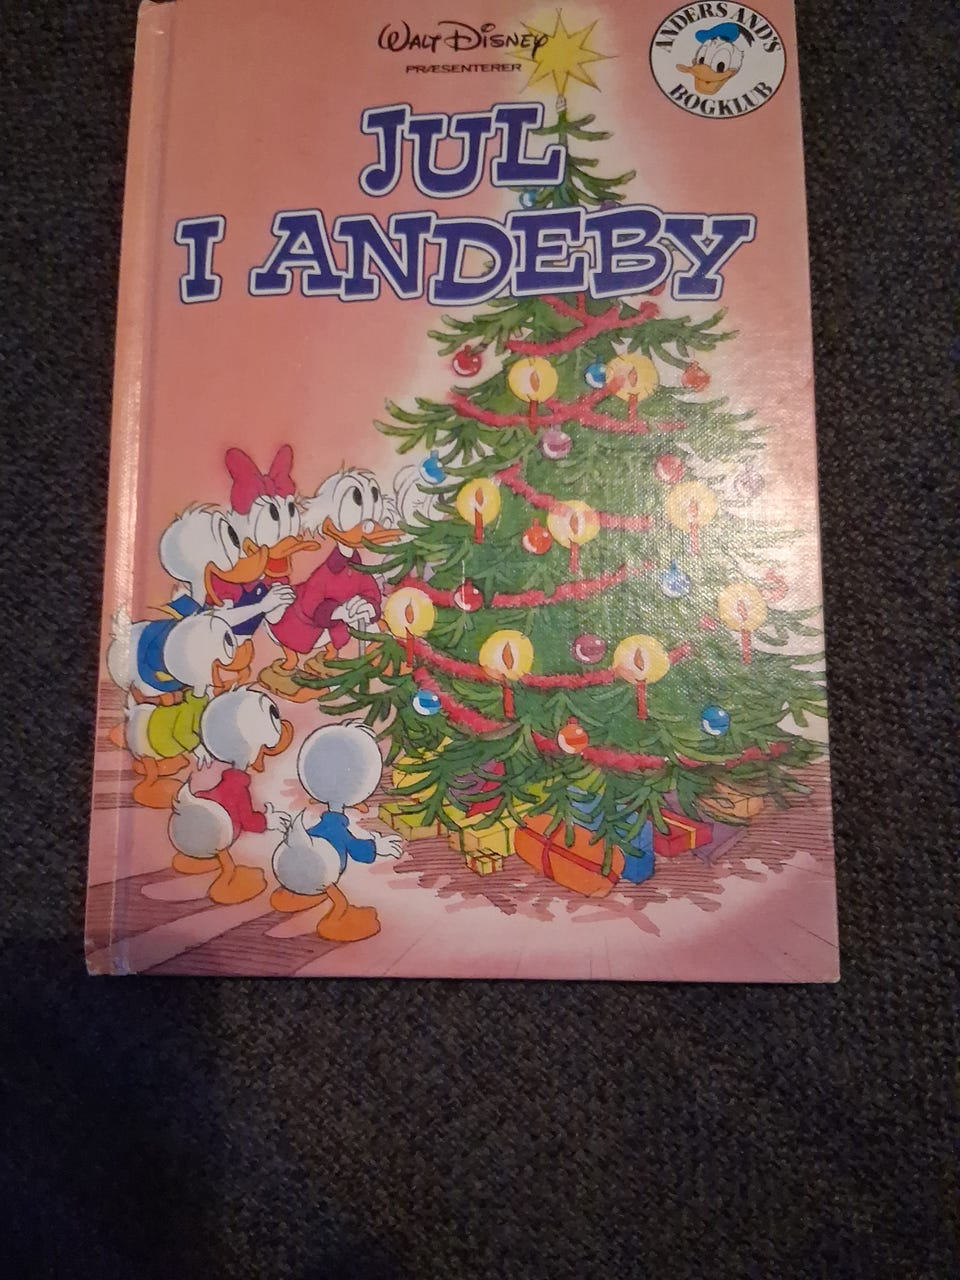 WALT DISNEY
PRÆSENTERER
ANDERS AND'S
BOGKLUB
JUL
I ANDEBY